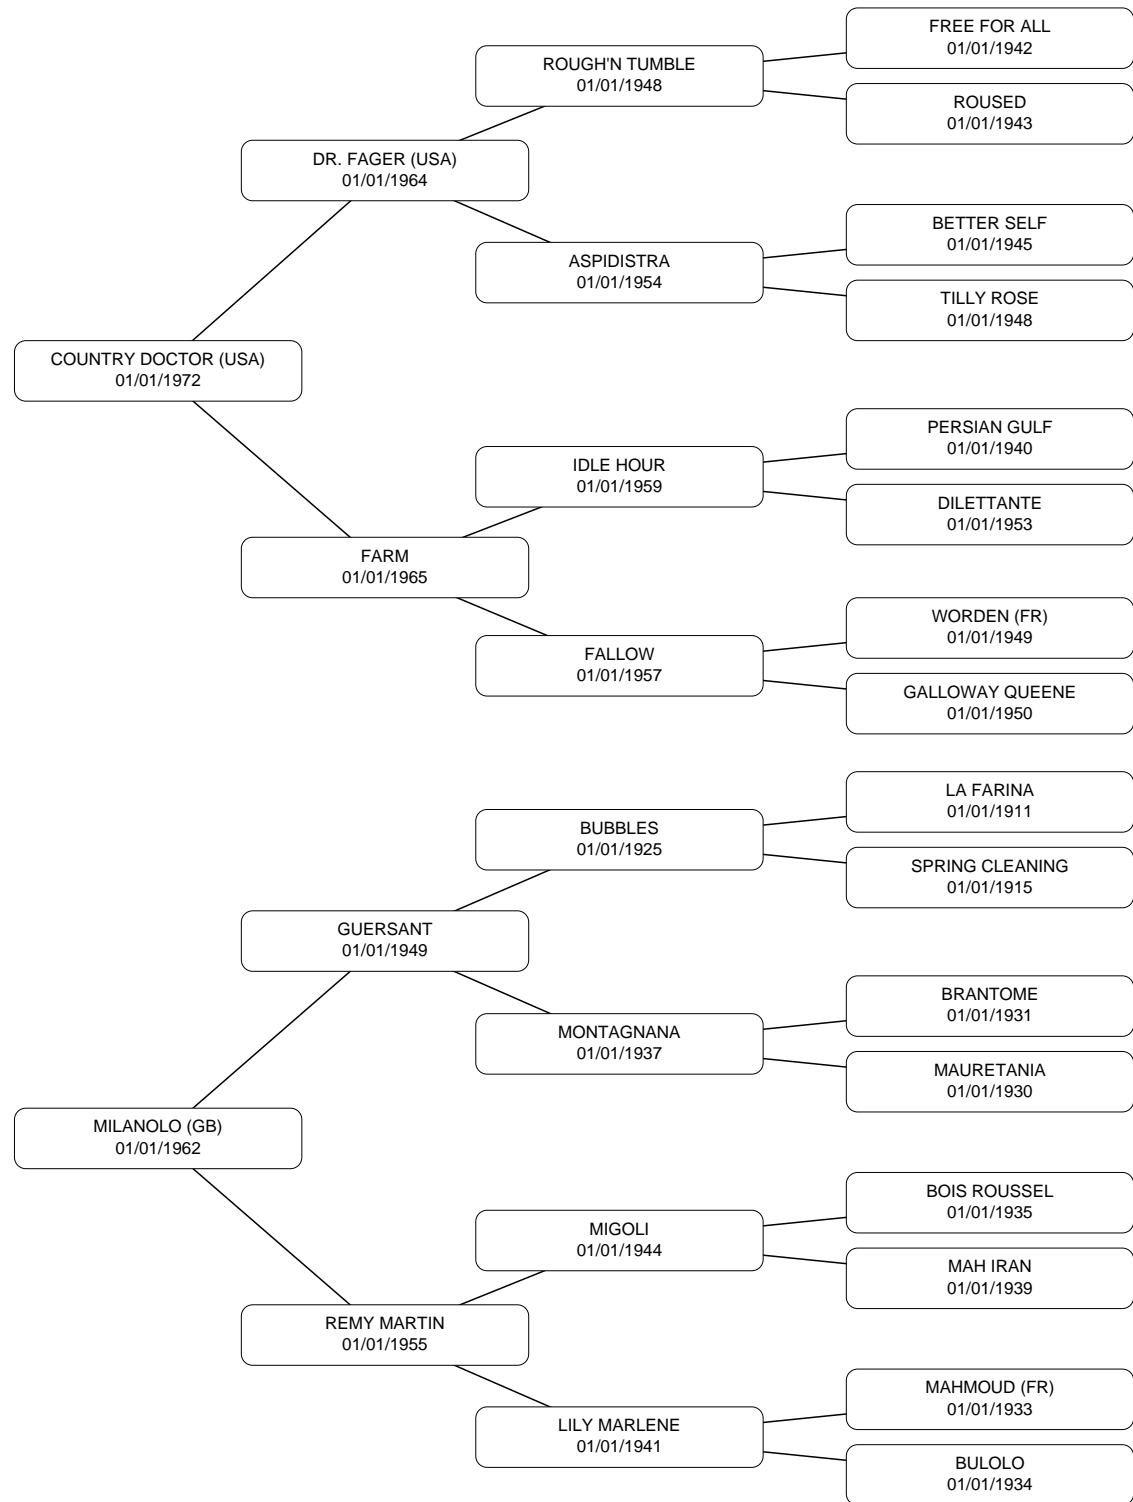 FREE FOR ALL
01/01/1942
ROUGH'N TUMBLE
01/01/1948
ROUSED
01/01/1943
DR. FAGER (USA)
01/01/1964
BETTER SELF
01/01/1945
ASPIDISTRA
01/01/1954
TILLY ROSE
01/01/1948
COUNTRY DOCTOR (USA)
01/01/1972
PERSIAN GULF
01/01/1940
IDLE HOUR
01/01/1959
DILETTANTE
01/01/1953
FARM
01/01/1965
WORDEN (FR)
01/01/1949
FALLOW
01/01/1957
GALLOWAY QUEENE
01/01/1950
LA FARINA
01/01/1911
BUBBLES
01/01/1925
SPRING CLEANING
01/01/1915
GUERSANT
01/01/1949
BRANTOME
01/01/1931
MONTAGNANA
01/01/1937
MAURETANIA
01/01/1930
MILANOLO (GB)
01/01/1962
BOIS ROUSSEL
01/01/1935
MIGOLI
01/01/1944
MAH IRAN
01/01/1939
REMY MARTIN
01/01/1955
MAHMOUD (FR)
01/01/1933
LILY MARLENE
01/01/1941
BULOLO
01/01/1934